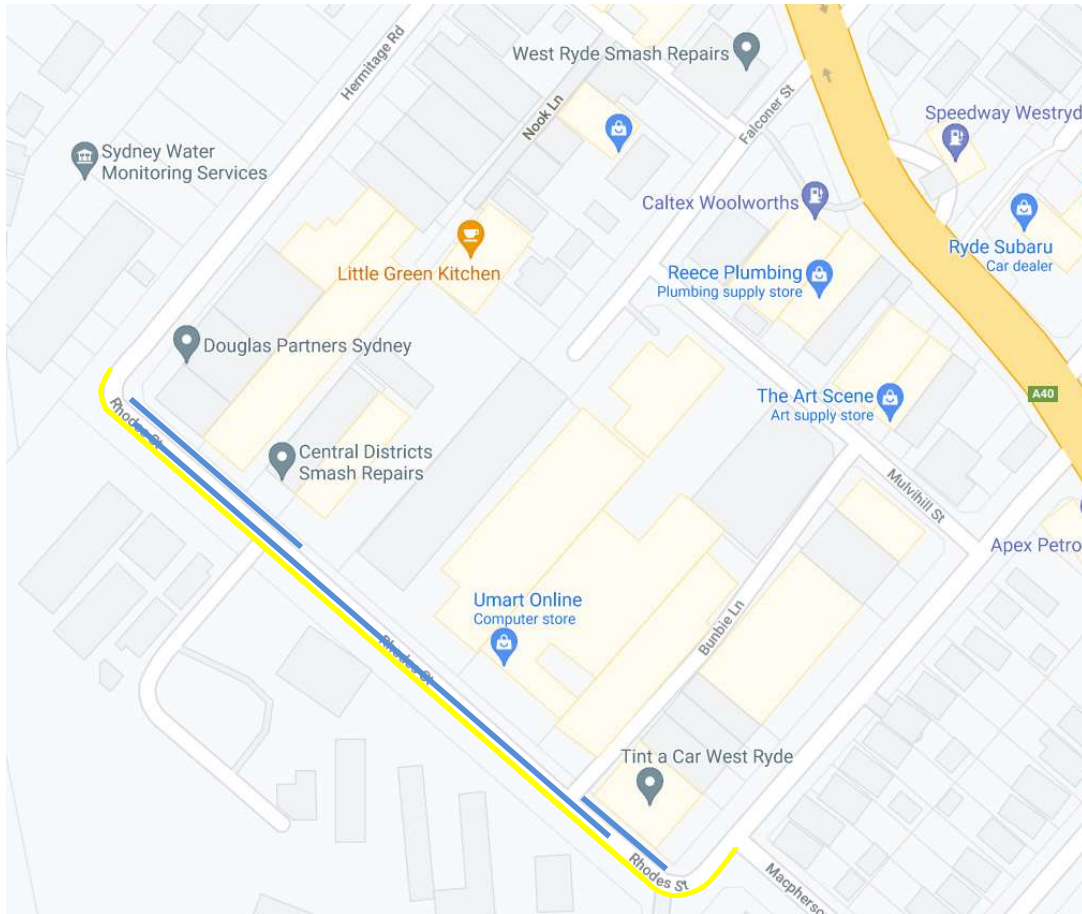 Hermitage Rd
West Ryde Smash Repairs
Nook Ln
Falconer St
Speedway Westryd
Sydney Water
Monitoring Services
Caltex Woolworths
Little Green Kitchen
Reece Plumbing
Plumbing supply store
Ryde Subaru
Car dealer
Douglas Partners Sydney
The Art Scene
Art supply store
A40
Rhodes St
Central Districts
Smash Repairs
Mulvihill St
Apex Petro
Umart Online
Computer store
Bunbie Ln
Rhodes St
Tint a Car West Ryde
Rhodes St
Macpherso